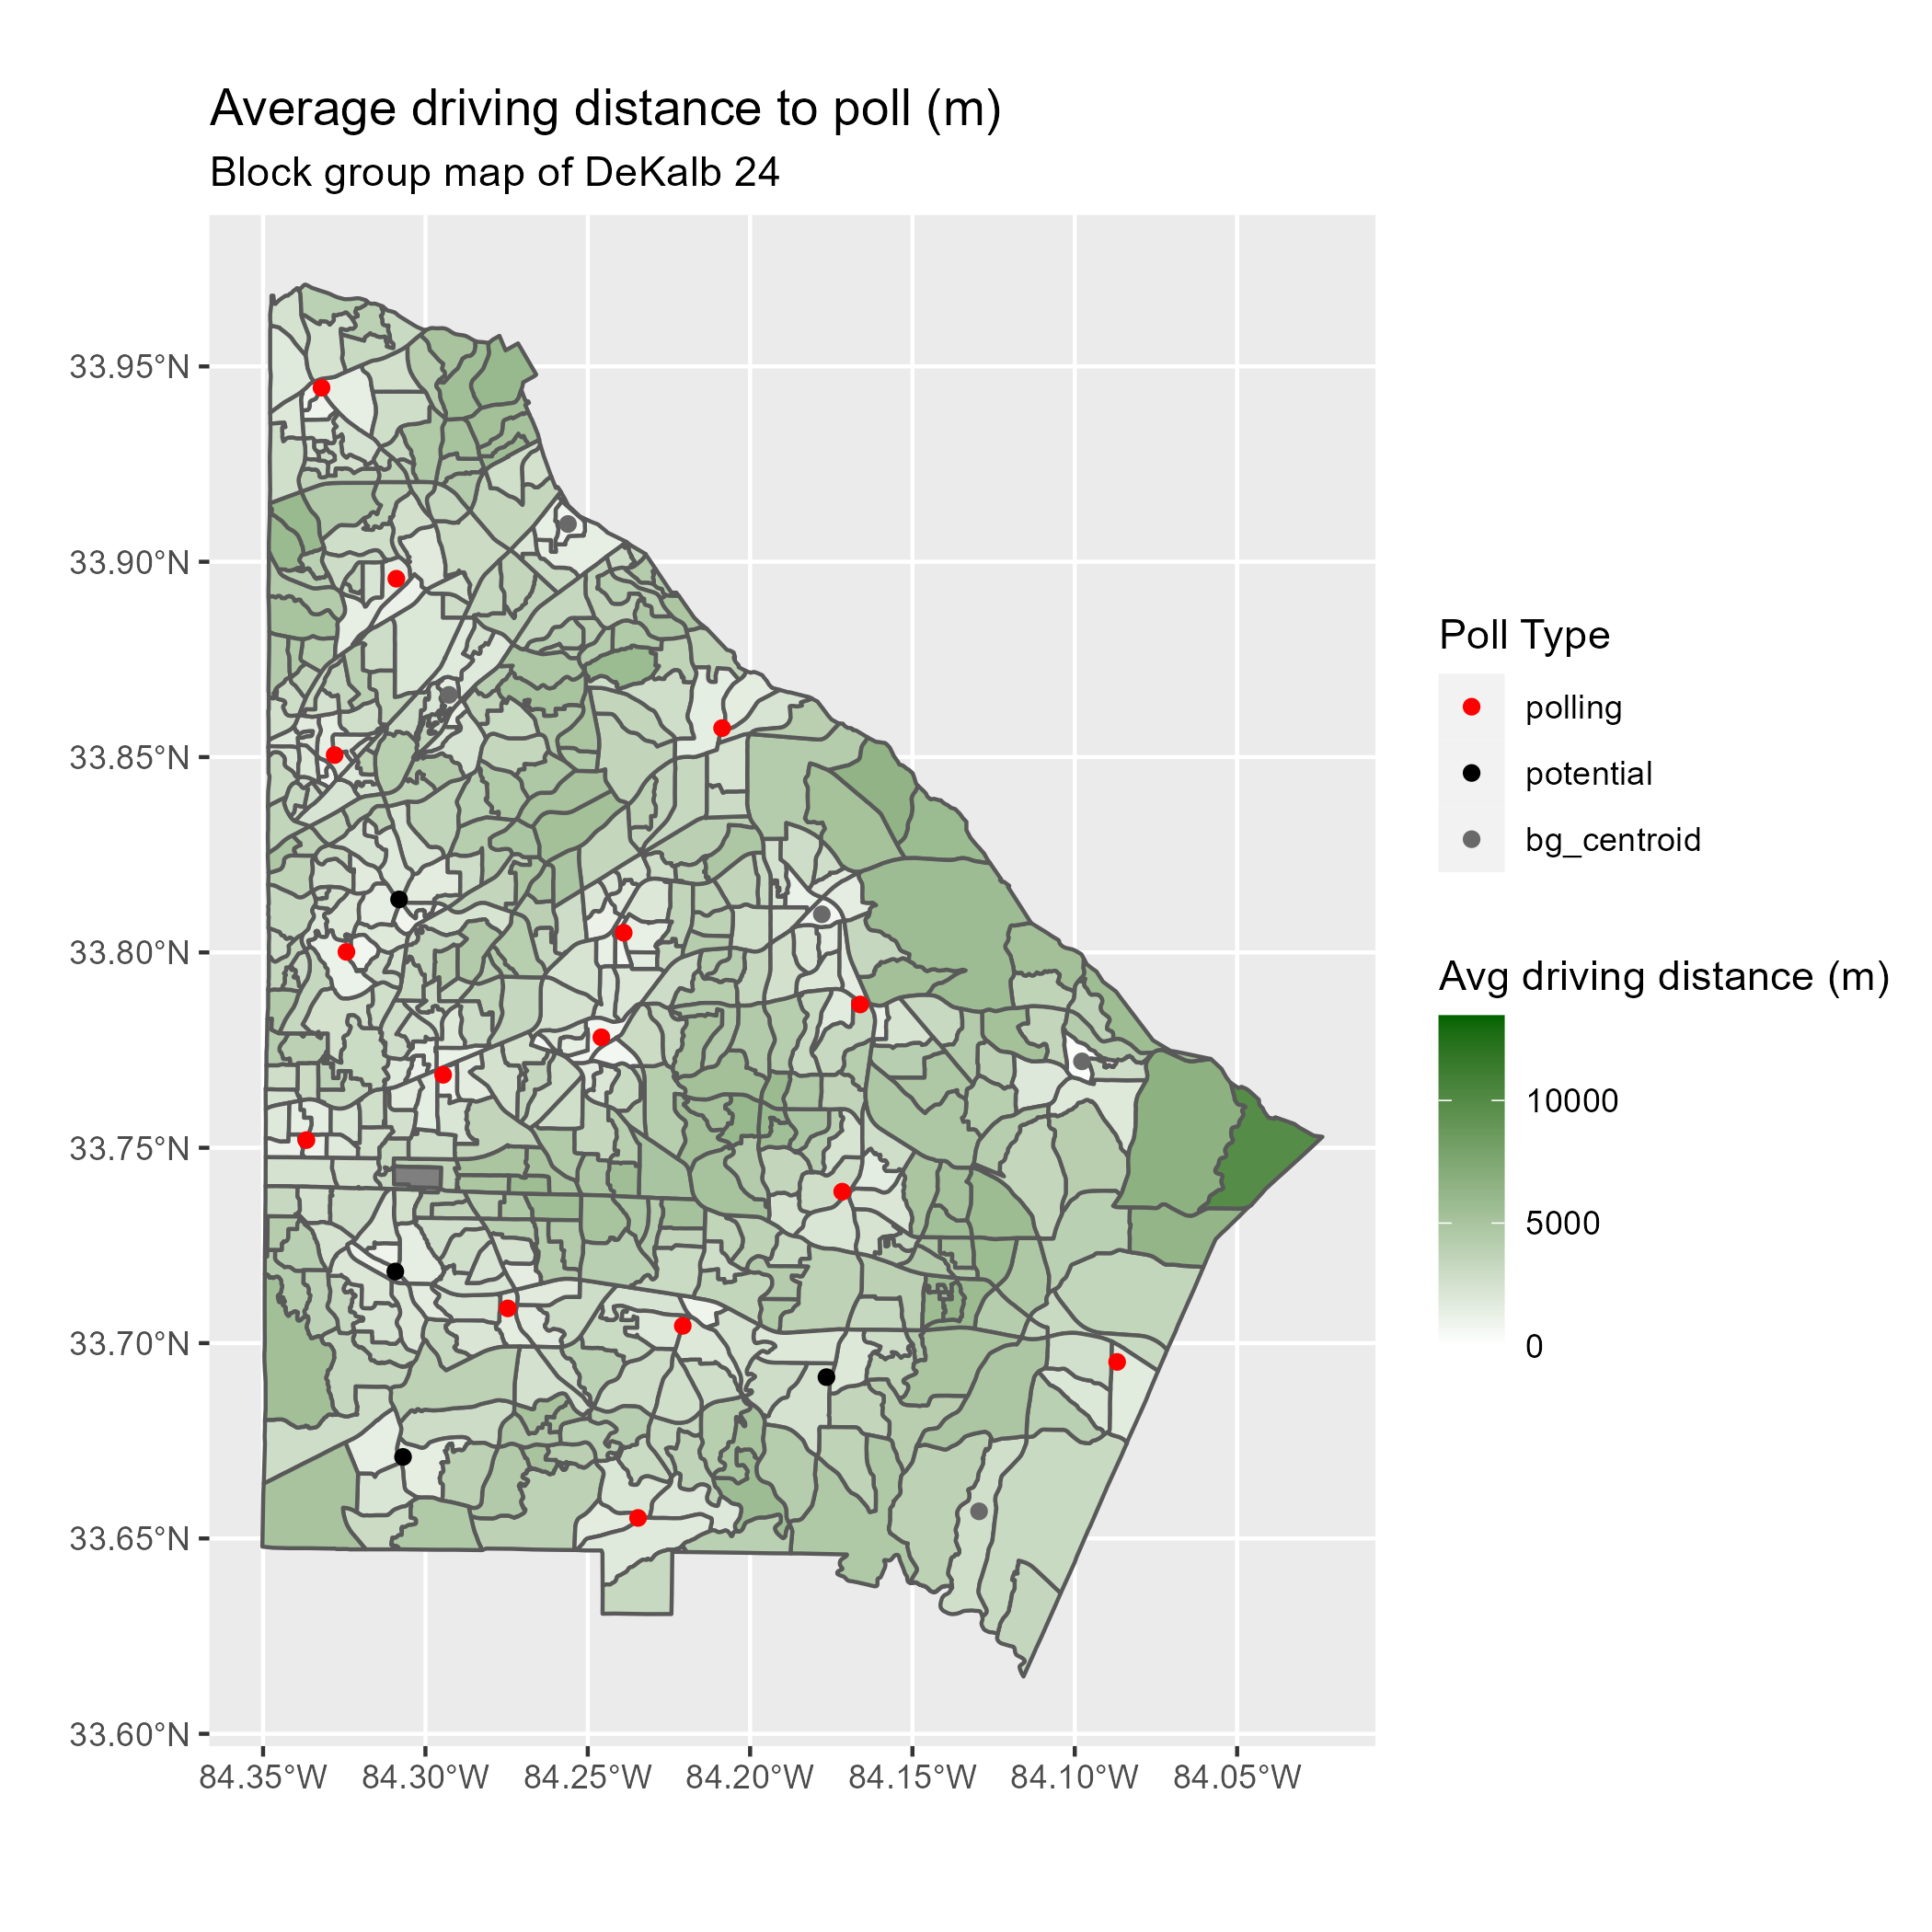 Average driving distance to poll (m)
Block group map of DeKalb 24
33.95°N
33.90°N
33.85°N
33.80°N
33.75°N
33.70°N
33.65°N
33.60°N
84.35°W
84.30°W
84.25°W
84.20°W
84.15°W
84.10°W
84.05°W
Poll Type
polling
potential
bg_centroid
Avg driving distance (m)
10000
5000
0